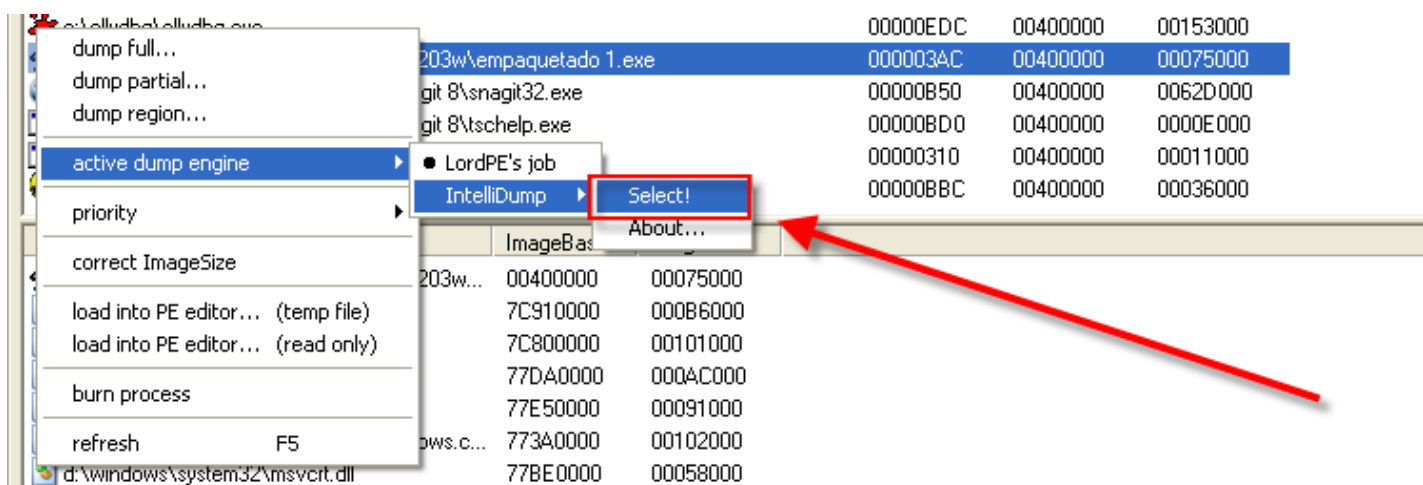 e:\ollydbg\ollydbg.exe 00000EDC 00400000 00153000
dump full...
203w\empaquetado 1.exe 000003AC 00400000 00075000
dump partial...
git 8\snagit32.exe 00000B50 00400000 0062D000
dump region...
git 8\tschelp.exe 00000BD0 00400000 0000E000
active dump engine
LordPE's job
00000310 00400000 00011000
IntelliDump
Select!
00000BBC 00400000 00036000
priority
About...
ImageBas
correct ImageSize
203w... 00400000 00075000
load into PE editor... (temp file)
7C910000 000B6000
load into PE editor... (read only)
7C800000 00101000
77DA0000 000AC000
burn process
77E50000 00091000
refresh F5
ows.c... 773A0000 00102000
d:\windows\system32\msvcrt.dll 77BE0000 00058000